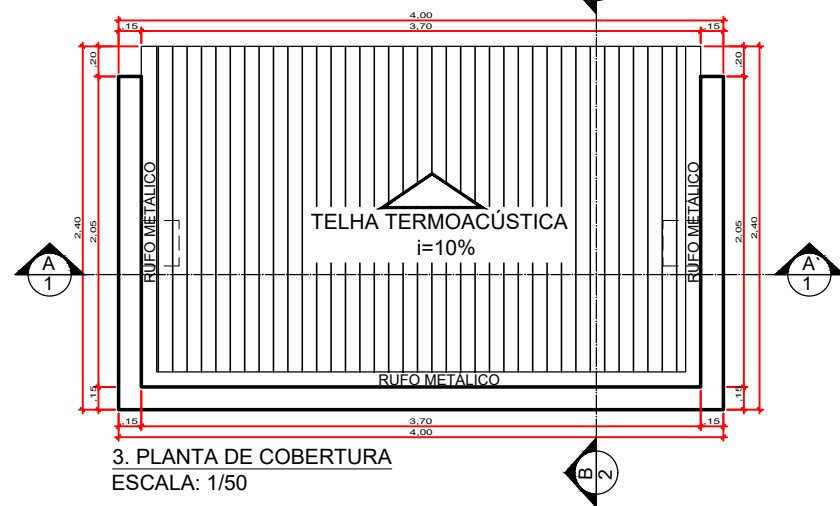 4,00
,15
3,70
,15
,20
,20
RUFO METÁLICO
RUFO METÁLICO
TELHA TERMOACÚSTICA
i=10%
2,40
2,05
2,05
2,40
A
1
A`
1
RUFO METÁLICO
,15
,15
,15
3,70
,15
4,00
3. PLANTA DE COBERTURA
ESCALA: 1/50
B
2